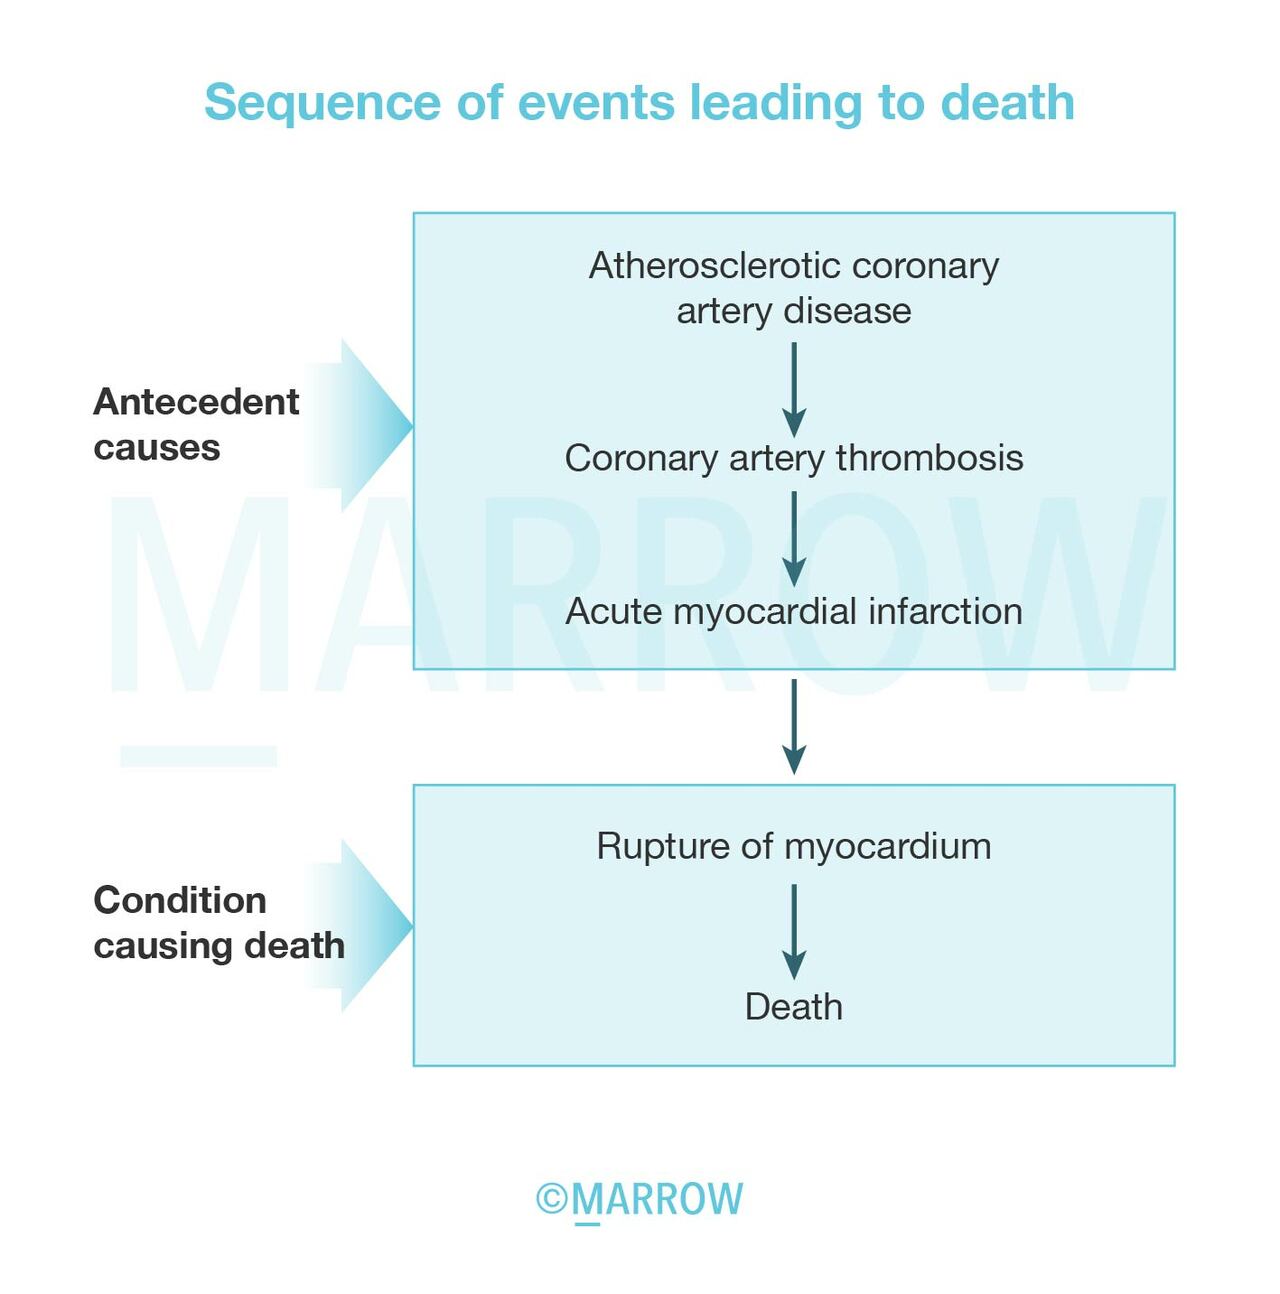 Sequence of events leading to death
Atherosclerotic coronary
artery disease
Antecedent
causes
Coronary artery thrombosis
Acute myocardial infarction
MARROW
Rupture of myocardium
Condition
causing death
Death
©MARROW